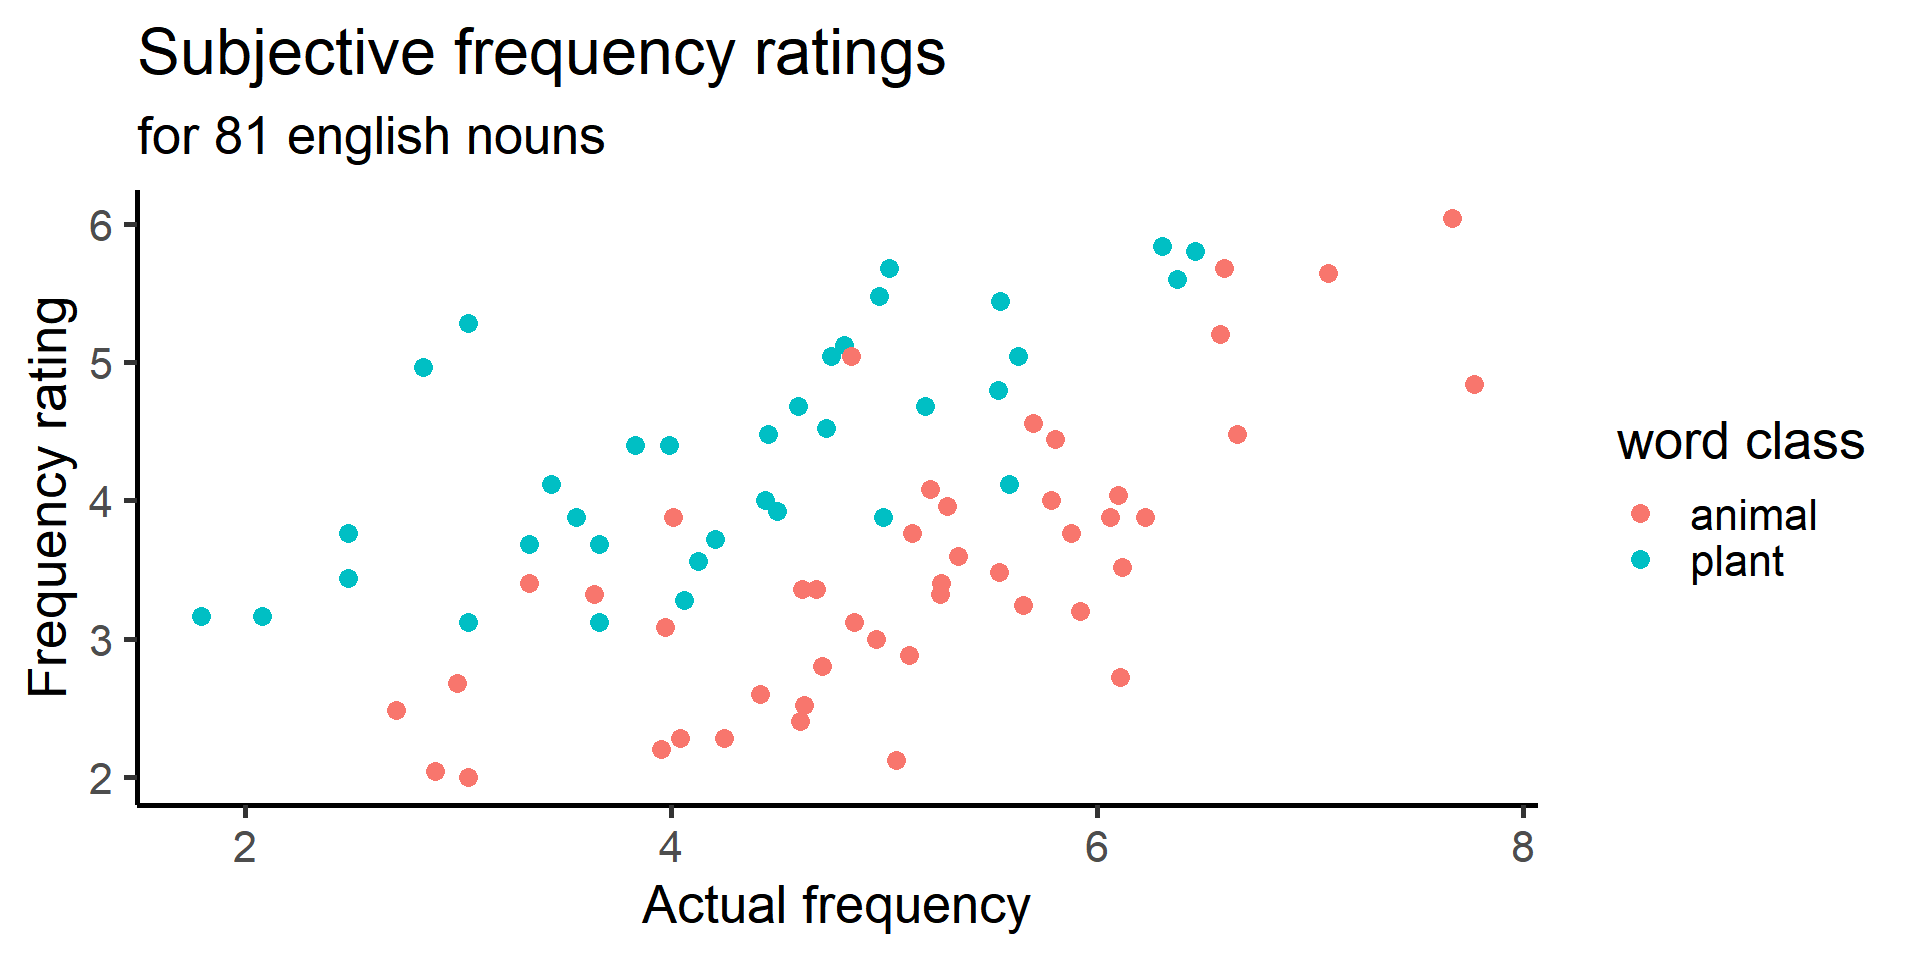 Subjective frequency ratings
for 81 english nouns
Frequency rating
6
5
4
3
2
2 4 6 8
Actual frequency
word class
animal
plant